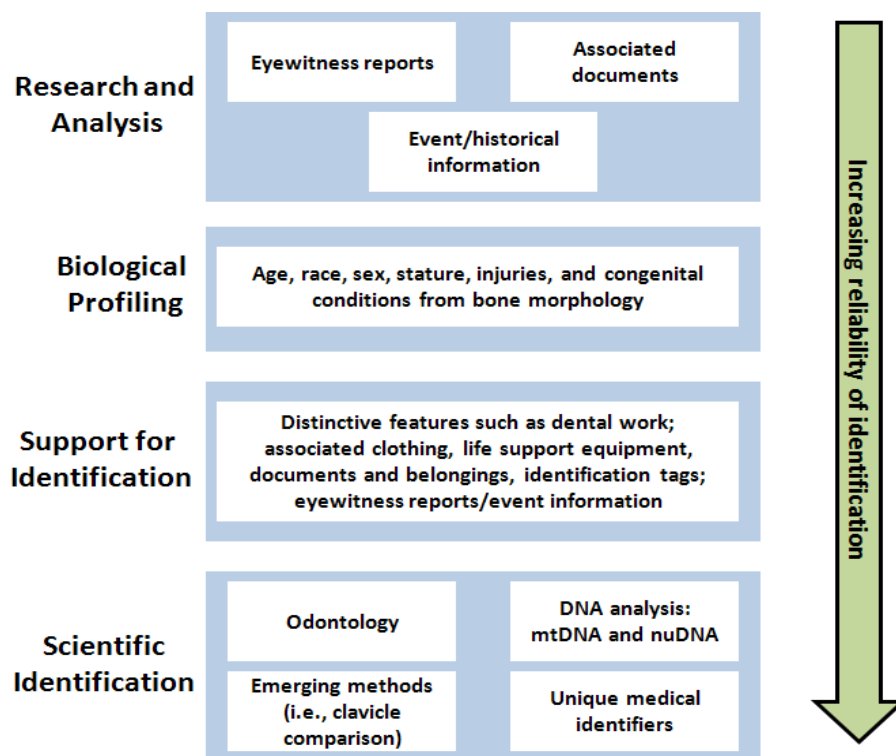 Research and
Analysis
Eyewitness reports
Associated
documents
Event/historical
information
Biological
Profiling
Age, race, sex, stature, injuries, and congenital
conditions from bone morphology
Support for
Identification
Distinctive features such as dental work;
associated clothing, life support equipment,
documents and belongings, identification tags;
eyewitness reports/event information
Scientific
Identification
Odontology
DNA analysis:
mtDNA and nuDNA
Emerging methods
(i.e., clavicle
comparison)
Unique medical
identifiers
Increasing reliability of identification